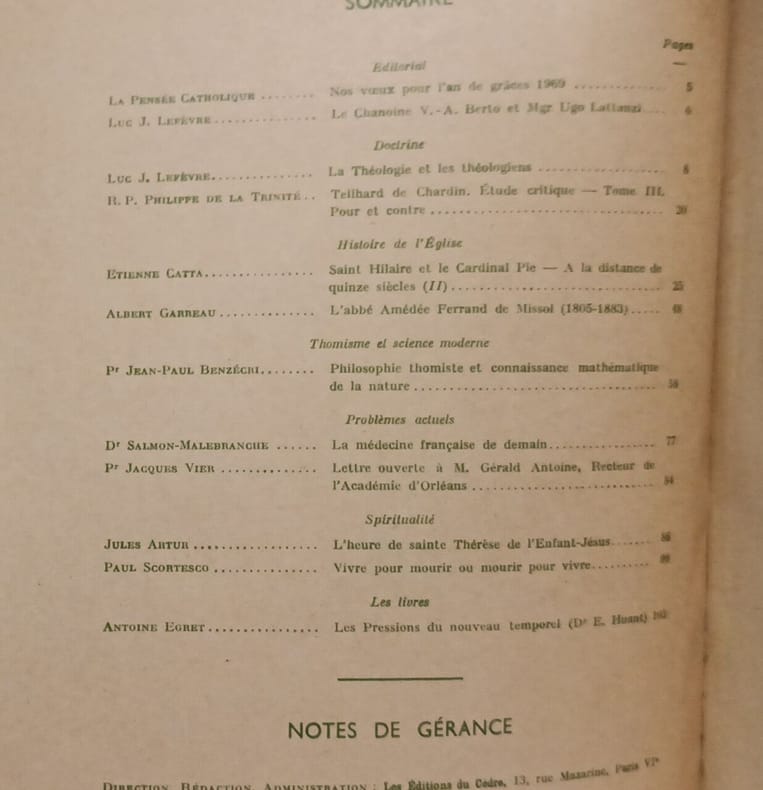 SOMMAIRE
Pages
Editorial
LA PENSÉE CATHOLIQUE ....... Nos vœux pour l'an de grâces 1969 ............ 5
LUC J. LEFÈVRE.............. Le Chanoine V.-A. Berto et Mgr Ugo Lattanzi.... 6
Doctrine
LUC J. LEFÈVRE.............. La Théologie et les théologiens ................. 8
R. P. PHILIPPE DE LA TRINITÉ.. Teilhard de Chardin. Étude critique — Tome III.
Pour et contre ............................... 20
Histoire de l'Église
ETIENNE CATTA............... Saint Hilaire et le Cardinal Pie — A la distance de
quinze siècles (II)............................ 25
ALBERT GARREAU ............. L'abbé Amédée Ferrand de Missol (1805-1883)..... 48
Thomisme et science moderne
Pr JEAN-PAUL BENZÉCRI........ Philosophie thomiste et connaissance mathématique
de la nature .................................. 58
Problèmes actuels
Dr SALMON-MALEBRANCHE ...... La médecine française de demain............... 77
Pr JACQUES VIER ............. Lettre ouverte à M. Gérald Antoine, Recteur de
l'Académie d'Orléans ......................... 84
Spiritualité
JULES ARTUR ................. L'heure de sainte Thérèse de l'Enfant-Jésus......
PAUL SCORTESCO .............. Vivre pour mourir ou mourir pour vivre.........
Les livres
ANTOINE EGRET............... Les Pressions du nouveau temporel (Dr E. Huant)
NOTES DE GÉRANCE
DIRECTION, RÉDACTION, ADMINISTRATION : Les Éditions du Cèdre, 13, rue Mazarine, Paris VIe